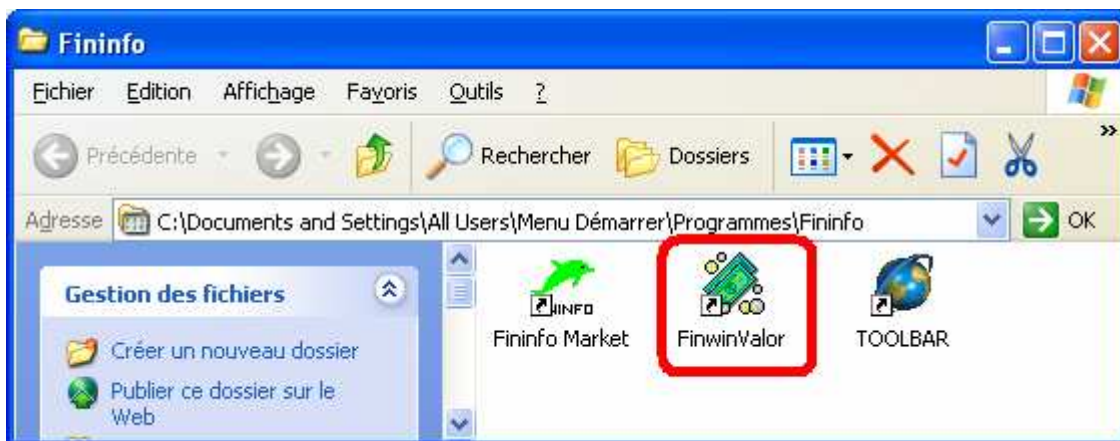 Fininfo
Fichier Edition Affichage Favoris Outils ?
Précédente Rechercher Dossiers »
Adresse C:\Documents and Settings\All Users\Menu Démarrer\Programmes\Fininfo OK
Gestion des fichiers
Créer un nouveau dossier
Publier ce dossier sur le
Web
ININFO
Fininfo Market FinwinValor TOOLBAR